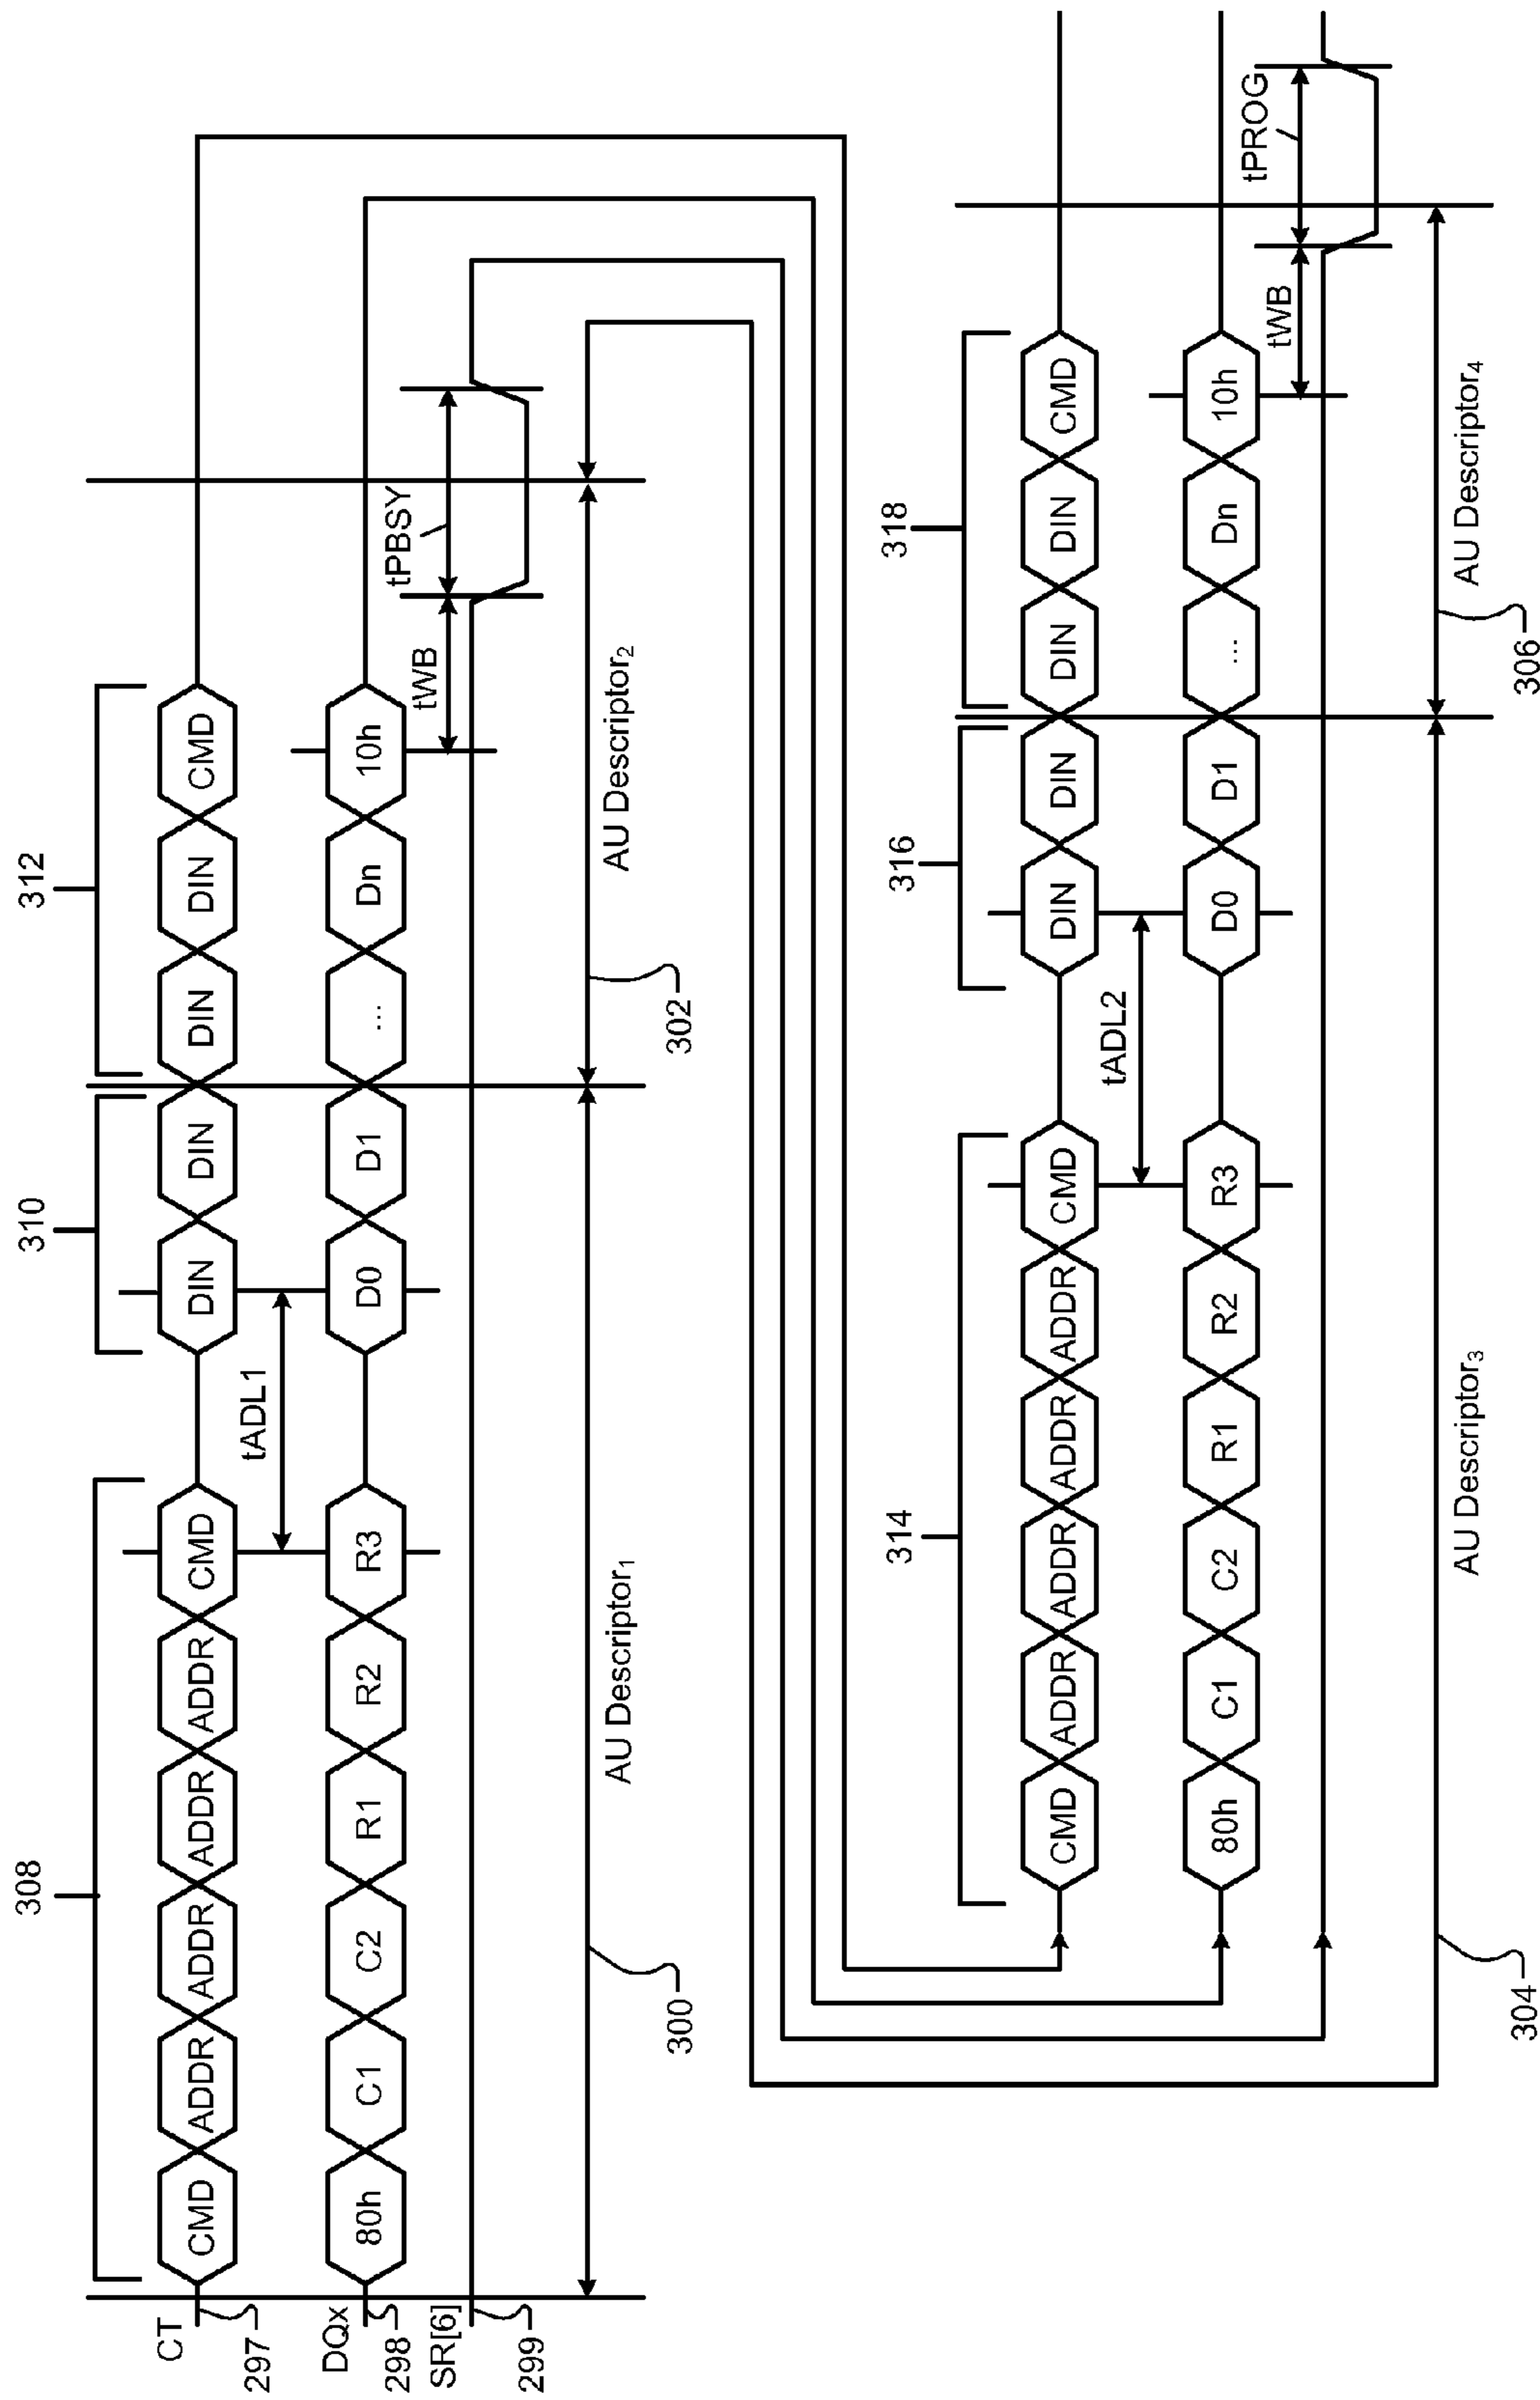 308
310
312
CT
CMD ADDR ADDR ADDR ADDR CMD DIN DIN DIN DIN CMD
297
tADL1
DQx
80h C1 C2 R1 R2 R3 D0 D1 ... Dn 10h
298
tWB
tPBSY
SR[6]
299
AU Descriptor1
AU Descriptor2
300
302
314
316
318
CMD ADDR ADDR ADDR ADDR CMD DIN DIN DIN DIN CMD
tADL2
80h C1 C2 R1 R2 R3 D0 D1 ... Dn 10h
tWB
tPROG
AU Descriptor3
AU Descriptor4
304
306